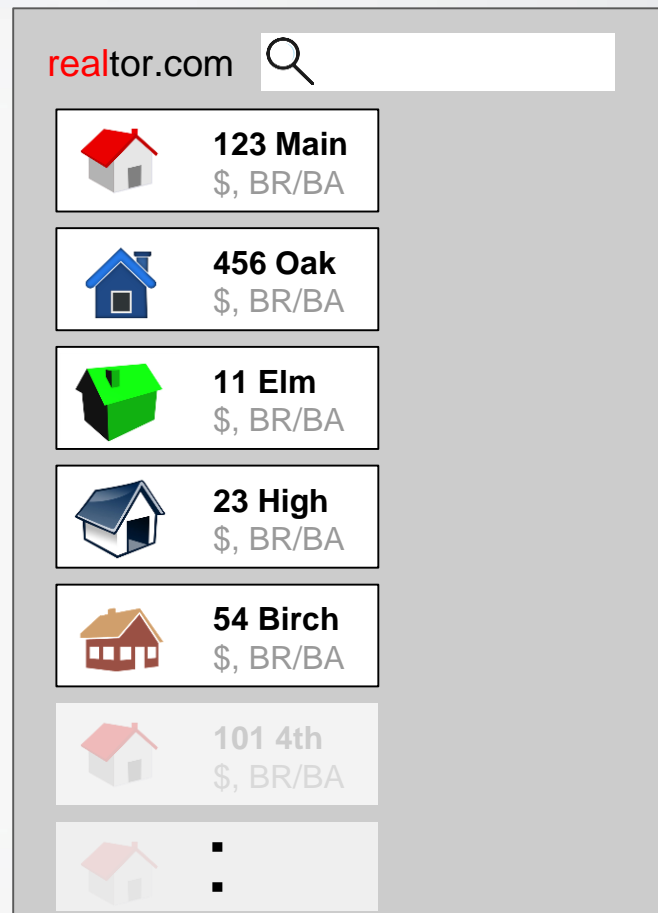 realtor.com
123 Main
$, BR/BA
456 Oak
$, BR/BA
11 Elm
$, BR/BA
23 High
$, BR/BA
54 Birch
$, BR/BA
101 4th
$, BR/BA